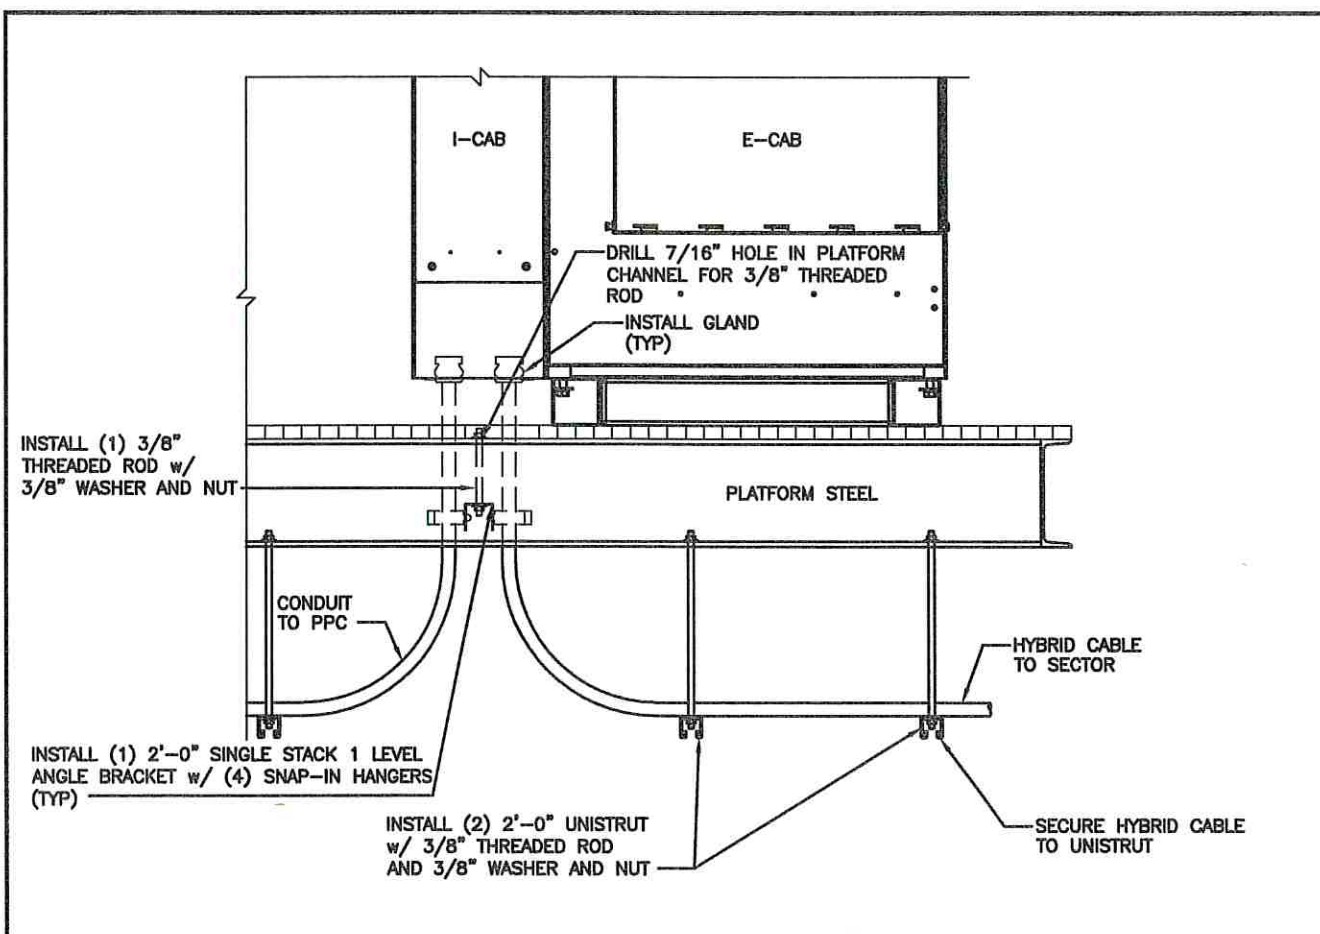 I-CAB
E-CAB
DRILL 7/16" HOLE IN PLATFORM
CHANNEL FOR 3/8" THREADED
ROD
INSTALL GLAND
(TYP)
INSTALL (1) 3/8"
THREADED ROD w/
3/8" WASHER AND NUT
PLATFORM STEEL
CONDUIT
TO PPC
HYBRID CABLE
TO SECTOR
INSTALL (1) 2'-0" SINGLE STACK 1 LEVEL
ANGLE BRACKET w/ (4) SNAP-IN HANGERS
(TYP)
INSTALL (2) 2'-0" UNISTRUT
w/ 3/8" THREADED ROD
AND 3/8" WASHER AND NUT
SECURE HYBRID CABLE
TO UNISTRUT